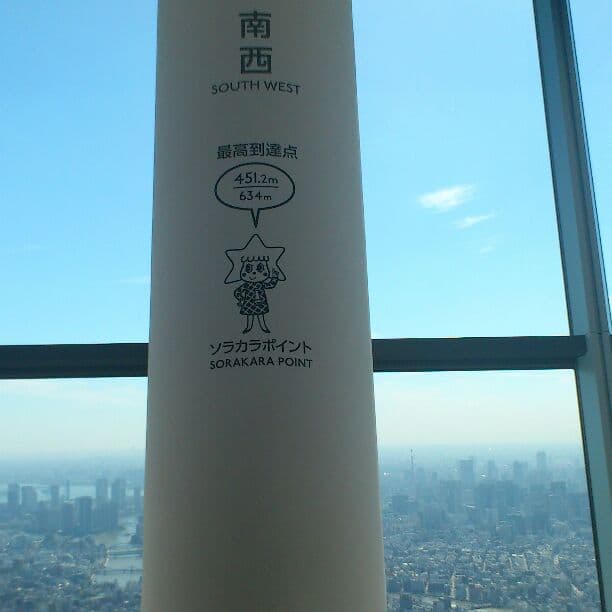 南
西
SOUTH WEST
最高到達点
451.2m
634m
ソラカラポイント
SORAKARA POINT